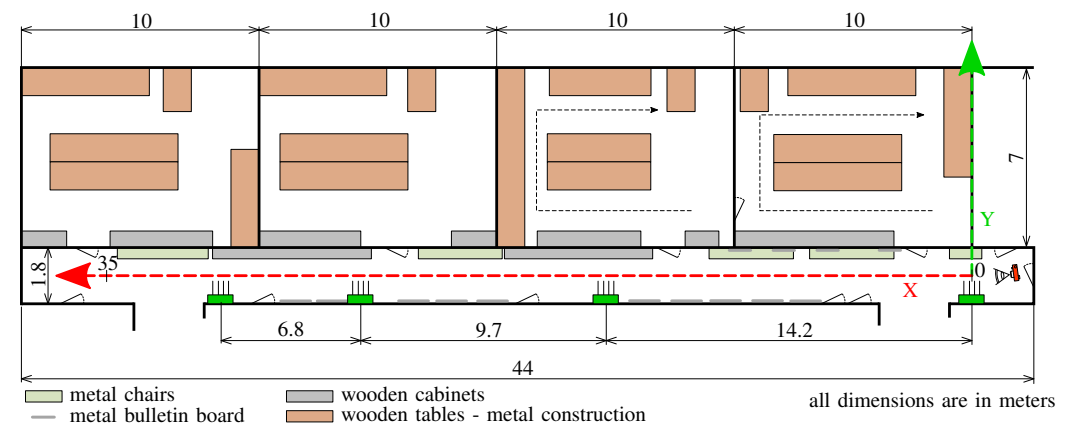 10 10 10 10
7
Y
1.8 35 0
X
6.8 9.7 14.2
44
metal chairs wooden cabinets
metal bulletin board wooden tables - metal construction
all dimensions are in meters